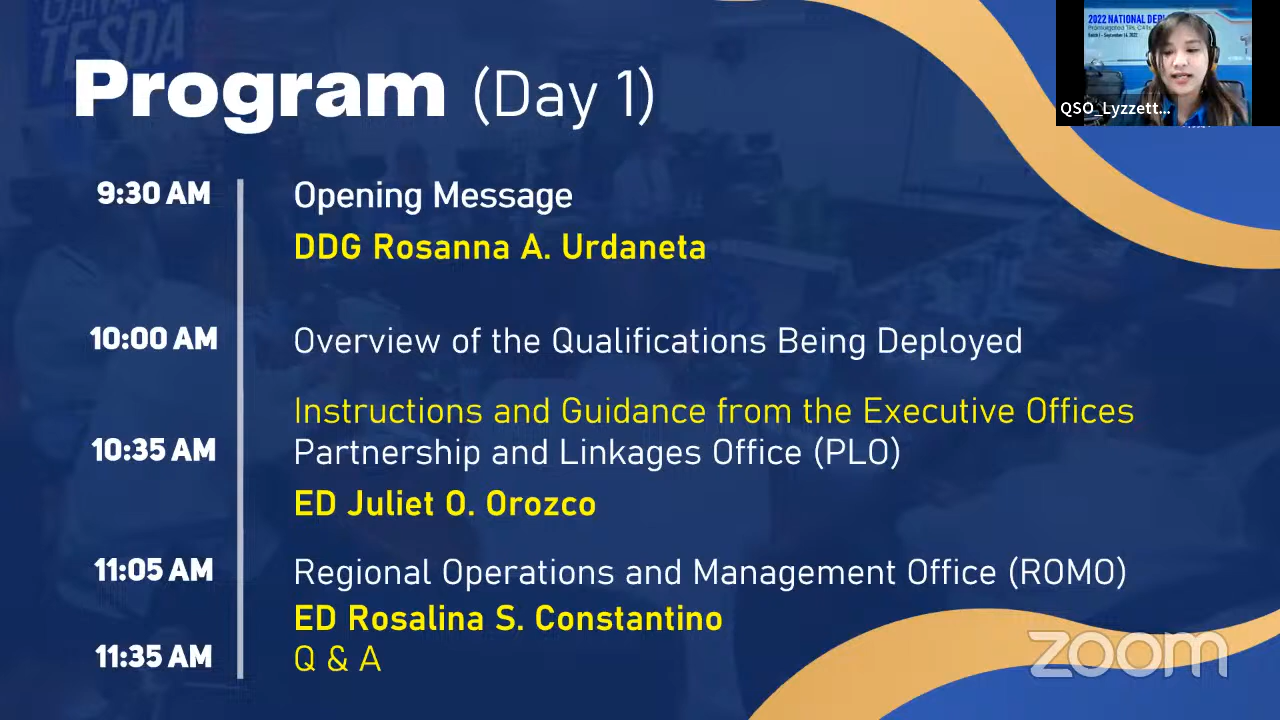 TESDA
Program (Day 1)
9:30 AM
Opening Message
DDG Rosanna A. Urdaneta
10:00 AM
Overview of the Qualifications Being Deployed
Instructions and Guidance from the Executive Offices
10:35 AM
Partnership and Linkages Office (PLO)
ED Juliet O. Orozco
11:05 AM
Regional Operations and Management Office (ROMO)
ED Rosalina S. Constantino
11:35 AM
Q & A
2022 NATIONAL
QSO_Lyzzett...
zoom